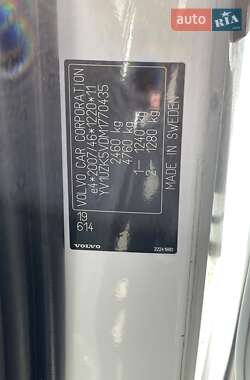 AUTO.RIA
VOLVO CAR CORPORATION
e4*2007/46*1220*11
YV1UZK5VDM1770435
2460 kg
4760 kg
1— 1240 kg
2— 1280 kg
MADE IN SWEDEN
19
614
VOLVO